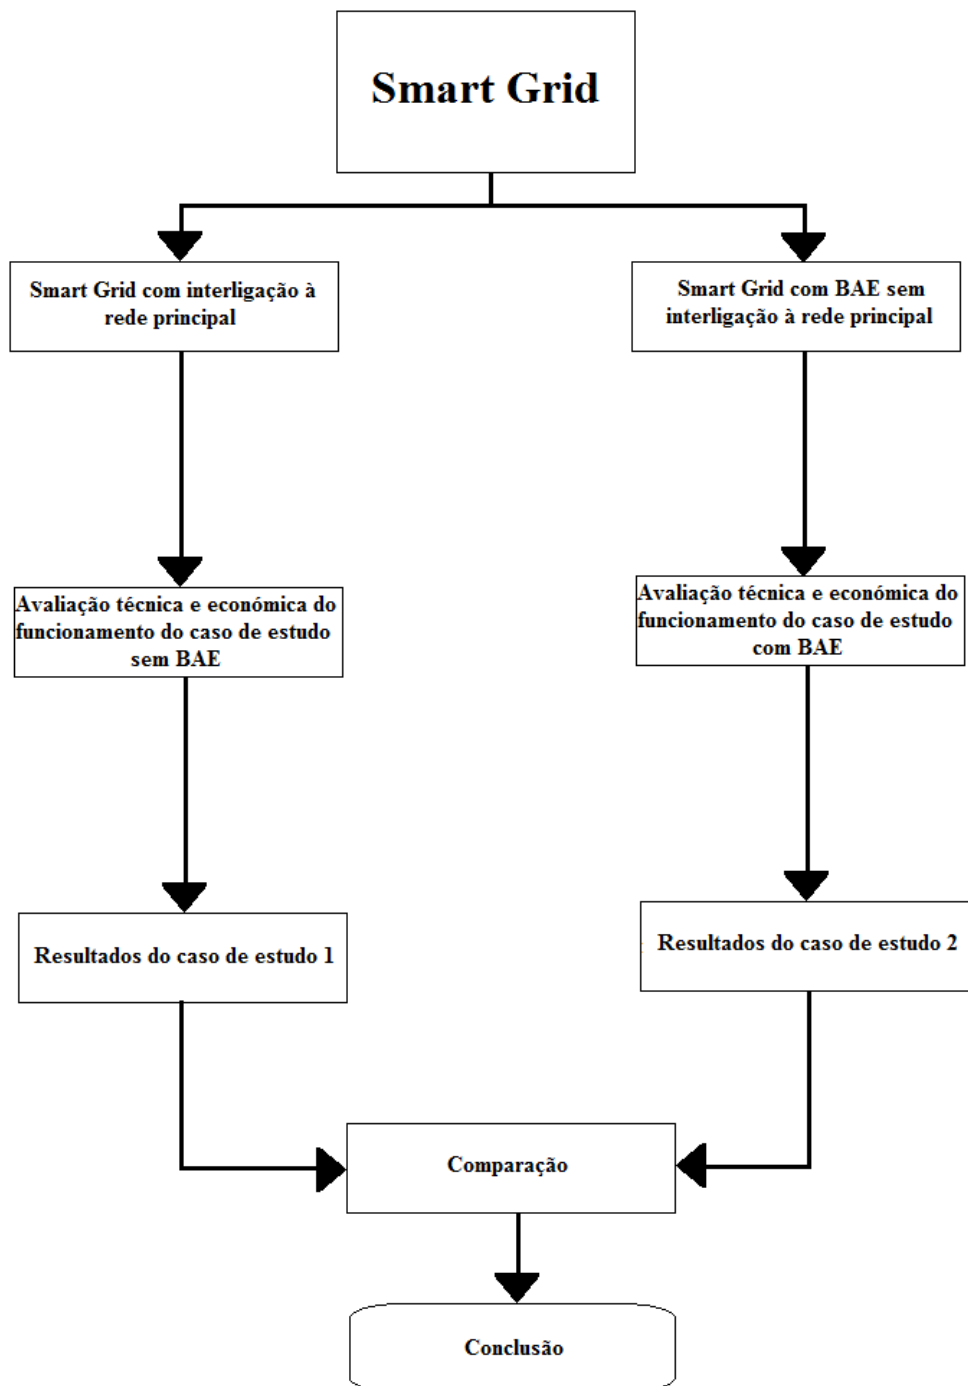 Smart Grid
Smart Grid com interligação à
rede principal
Smart Grid com BAE sem
interligação à rede principal
Avaliação técnica e económica do
funcionamento do caso de estudo
sem BAE
Avaliação técnica e económica do
funcionamento do caso de estudo
com BAE
Resultados do caso de estudo 1
Resultados do caso de estudo 2
Comparação
Conclusão